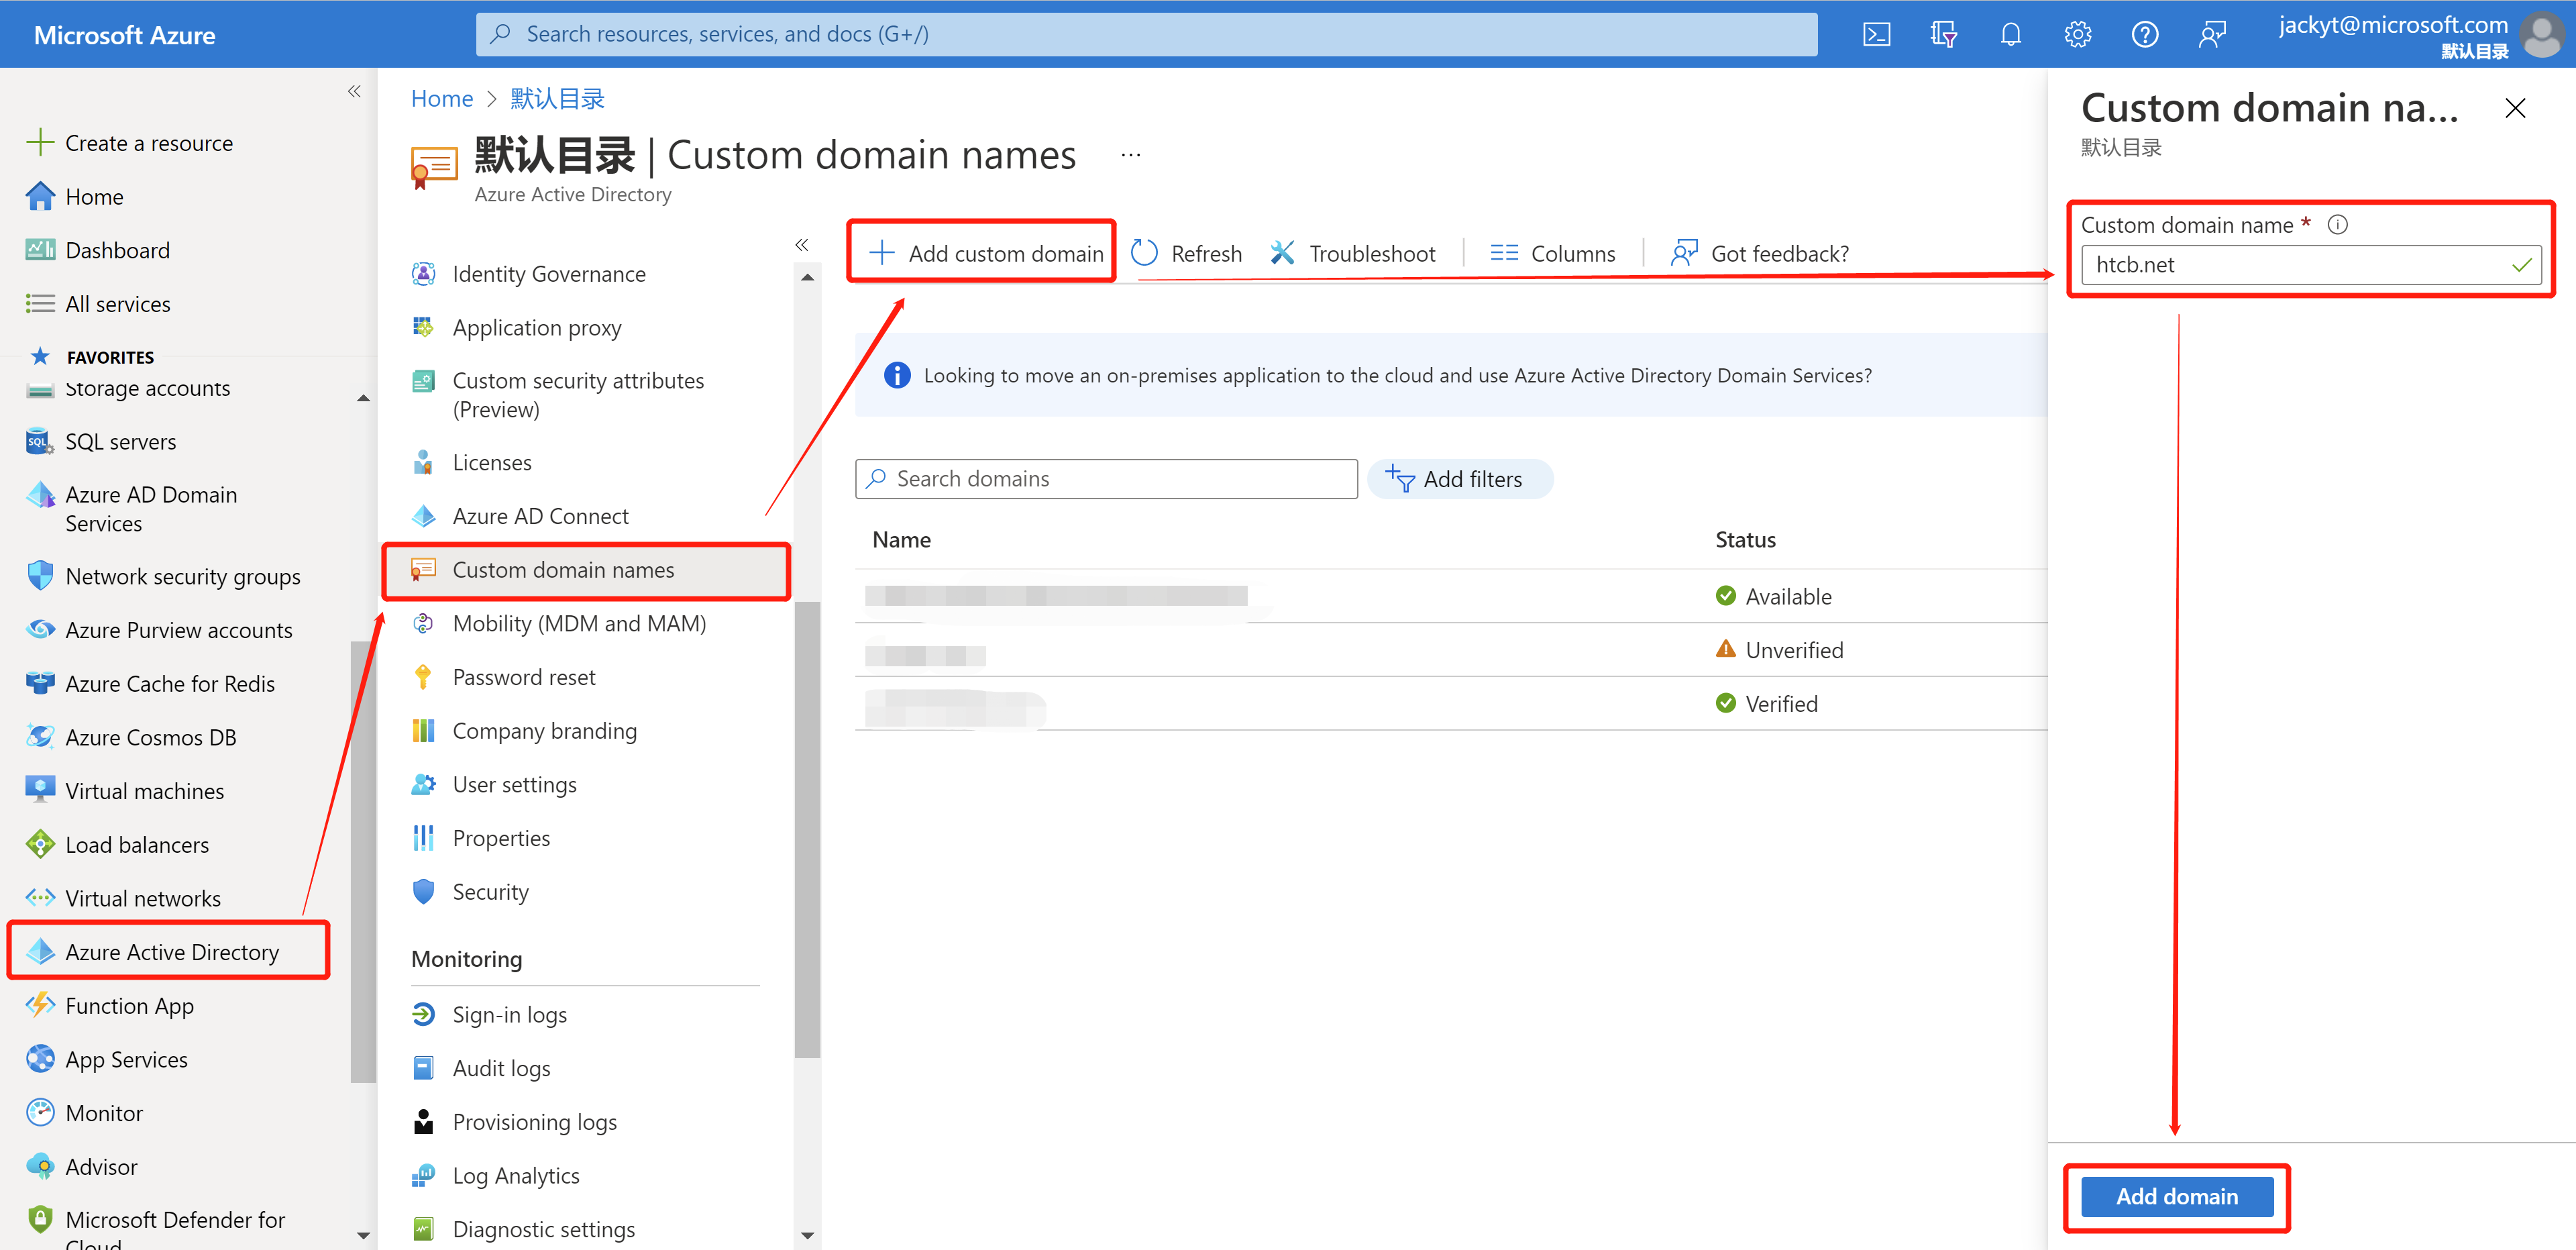 Microsoft Azure
Search resources, services, and docs (G+/)
jackyt@microsoft.com
默认目录
Create a resource
Home
Dashboard
All services
FAVORITES
Storage accounts
SQL servers
Azure AD Domain
Services
Network security groups
Azure Purview accounts
Azure Cache for Redis
Azure Cosmos DB
Virtual machines
Load balancers
Virtual networks
Azure Active Directory
Function App
App Services
Monitor
Advisor
Microsoft Defender for
Cloud
Home > 默认目录
默认目录 | Custom domain names ...
Azure Active Directory
Identity Governance
Application proxy
Custom security attributes
(Preview)
Licenses
Azure AD Connect
Custom domain names
Mobility (MDM and MAM)
Password reset
Company branding
User settings
Properties
Security
Monitoring
Sign-in logs
Audit logs
Provisioning logs
Log Analytics
Diagnostic settings
Add custom domain Refresh Troubleshoot Columns Got feedback?
Looking to move an on-premises application to the cloud and use Azure Active Directory Domain Services?
Search domains Add filters
Name Status
Available
Unverified
Verified
Custom domain na...
默认目录
Custom domain name *
htcb.net
Add domain